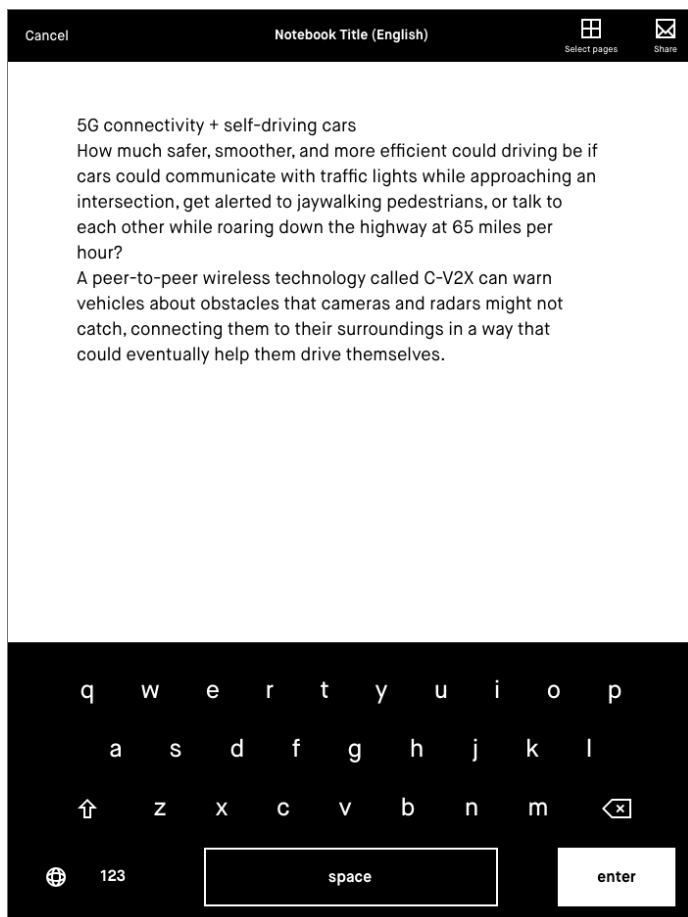 Cancel
Notebook Title (English)
Select pages
Share
5G connectivity + self-driving cars
How much safer, smoother, and more efficient could driving be if
cars could communicate with traffic lights while approaching an
intersection, get alerted to jaywalking pedestrians, or talk to
each other while roaring down the highway at 65 miles per
hour?
A peer-to-peer wireless technology called C-V2X can warn
vehicles about obstacles that cameras and radars might not
catch, connecting them to their surroundings in a way that
could eventually help them drive themselves.
q w e r t y u i o p
a s d f g h j k l
z x c v b n m
123 space enter